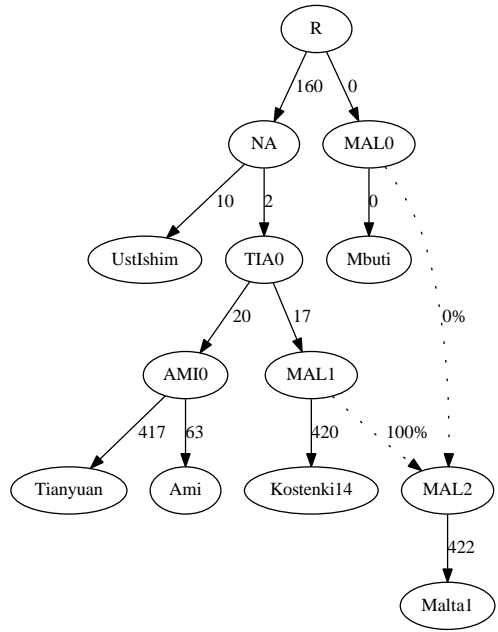 R
160
0
NA
MAL0
10
2
0
UstIshim
TIA0
Mbuti
20
17
0%
AMI0
MAL1
417
63
420
100%
Tianyuan
Ami
Kostenki14
MAL2
422
Malta1